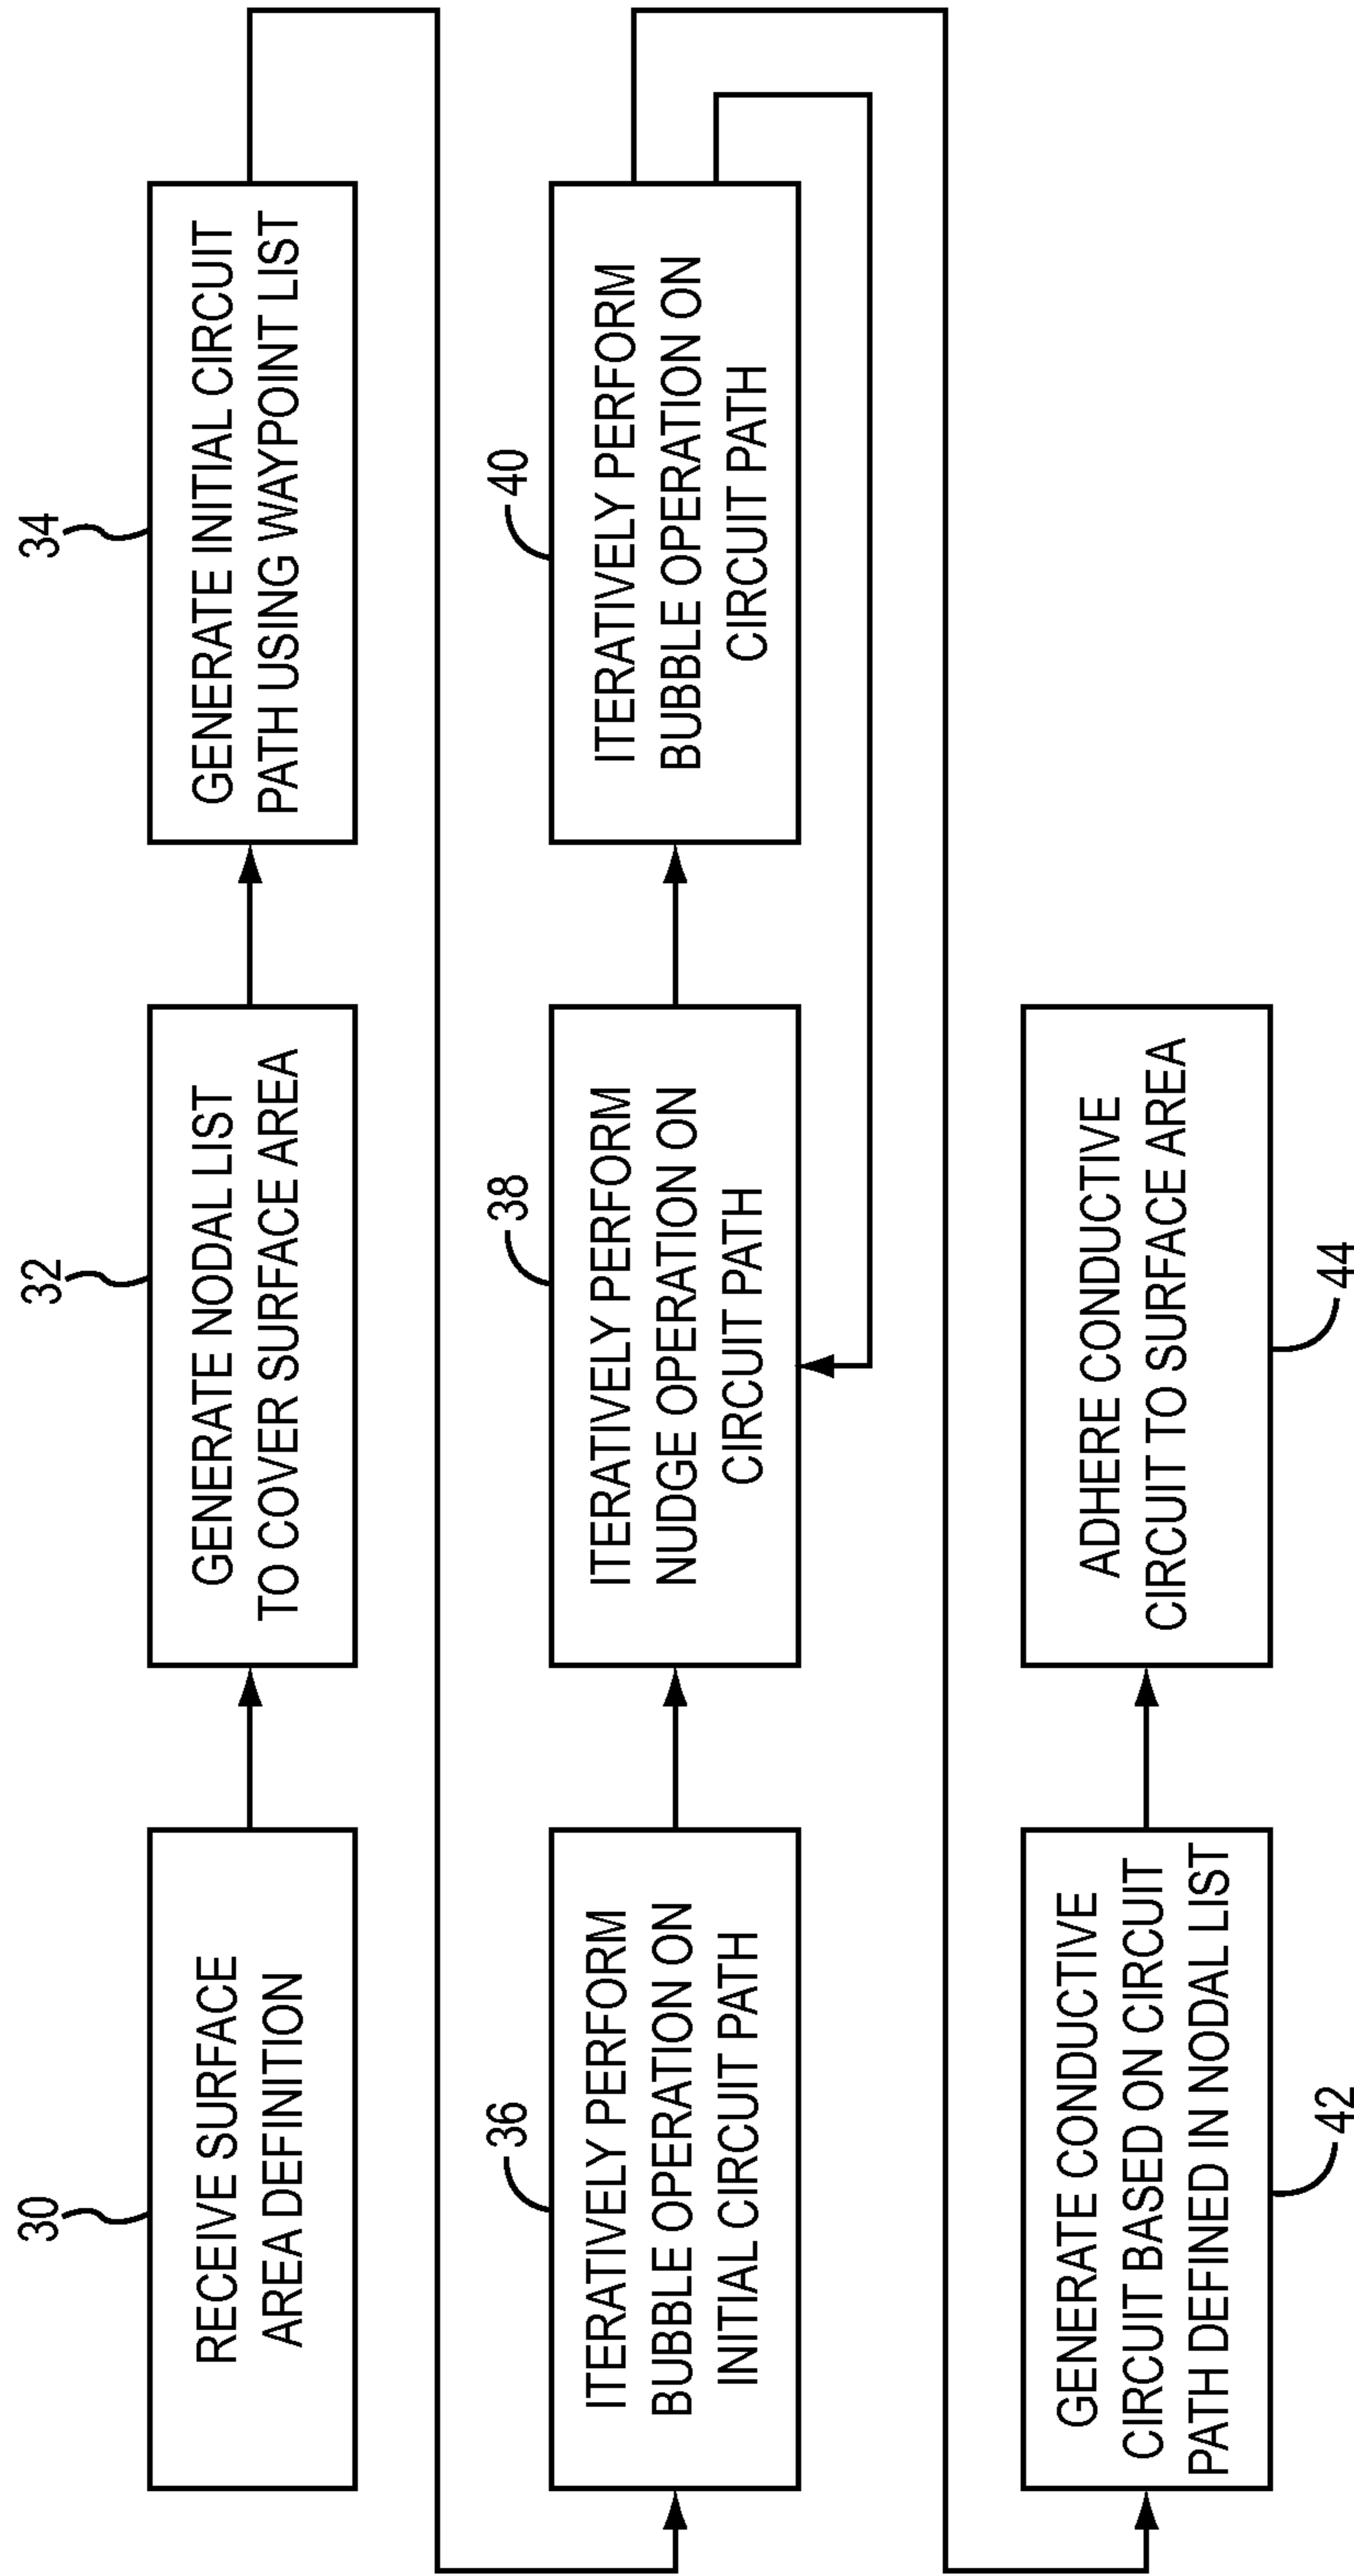 30
RECEIVE SURFACE
AREA DEFINITION
32
GENERATE NODAL LIST
TO COVER SURFACE AREA
34
GENERATE INITIAL CIRCUIT
PATH USING WAYPOINT LIST
36
ITERATIVELY PERFORM
BUBBLE OPERATION ON
INITIAL CIRCUIT PATH
38
ITERATIVELY PERFORM
NUDGE OPERATION ON
CIRCUIT PATH
40
ITERATIVELY PERFORM
BUBBLE OPERATION ON
CIRCUIT PATH
GENERATE CONDUCTIVE
CIRCUIT BASED ON CIRCUIT
PATH DEFINED IN NODAL LIST
42
ADHERE CONDUCTIVE
CIRCUIT TO SURFACE AREA
44